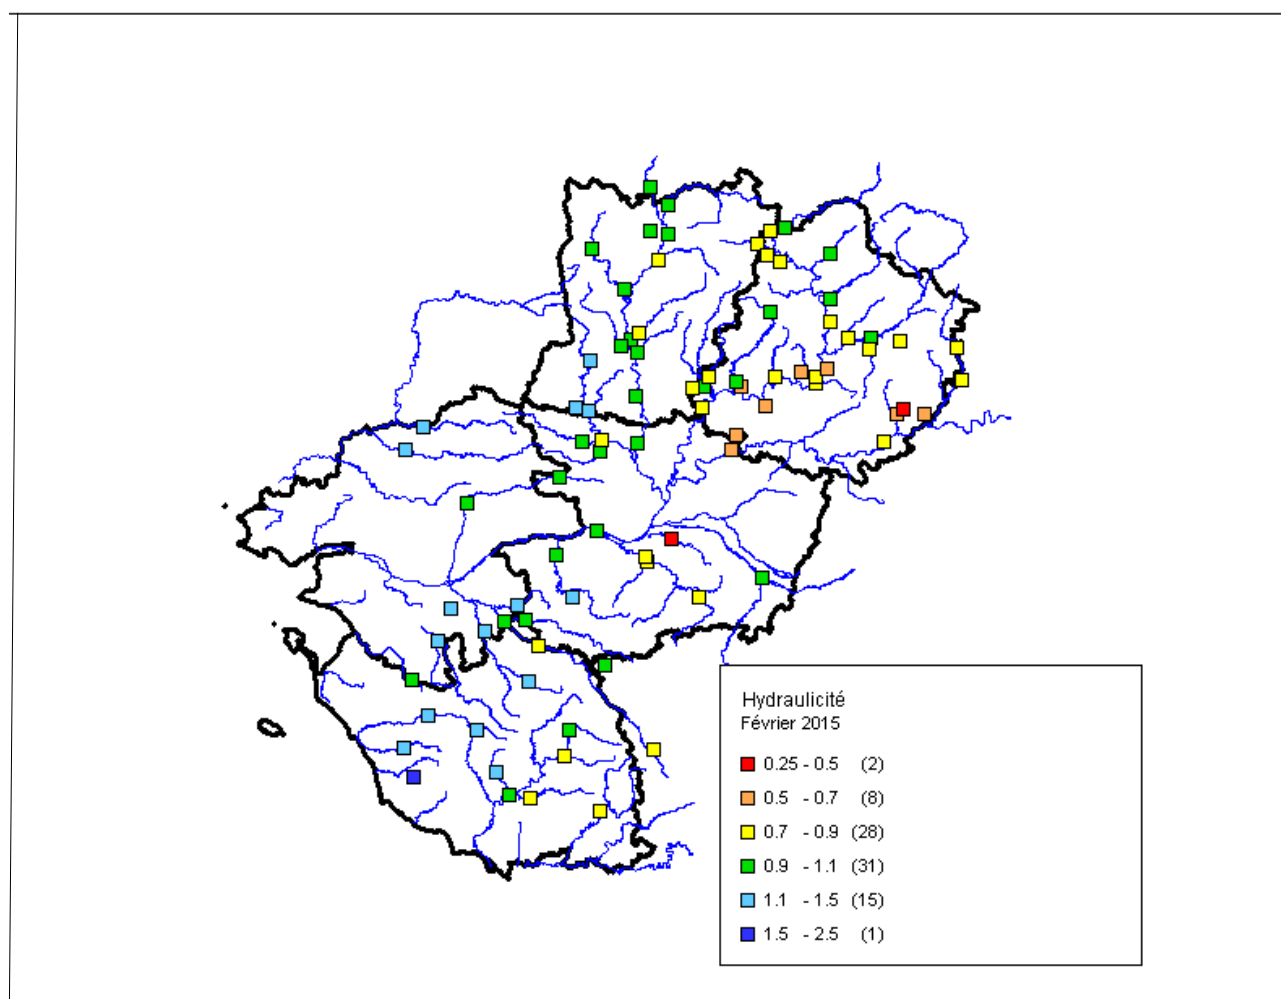 Hydraulicité
Février 2015
0.25 - 0.5 (2)
0.5 - 0.7 (8)
0.7 - 0.9 (28)
0.9 - 1.1 (31)
1.1 - 1.5 (15)
1.5 - 2.5 (1)